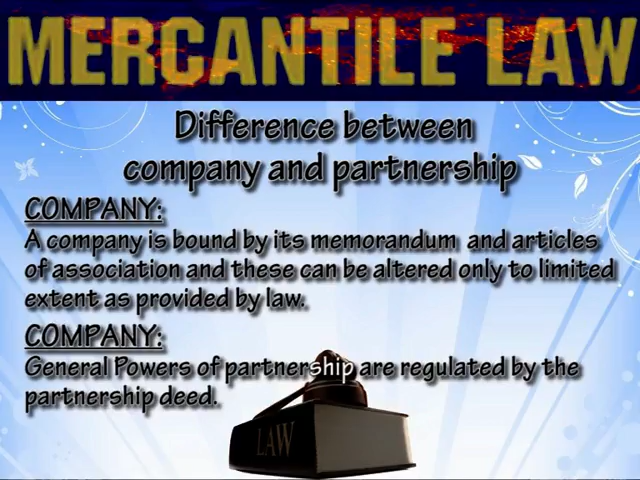 MERCANTILE LAW
Difference between
company and partnership
COMPANY:
A company is bound by its memorandum and articles
of association and these can be altered only to limited
extent as provided by law.
COMPANY:
General Powers of partnership are regulated by the
partnership deed.
LAW